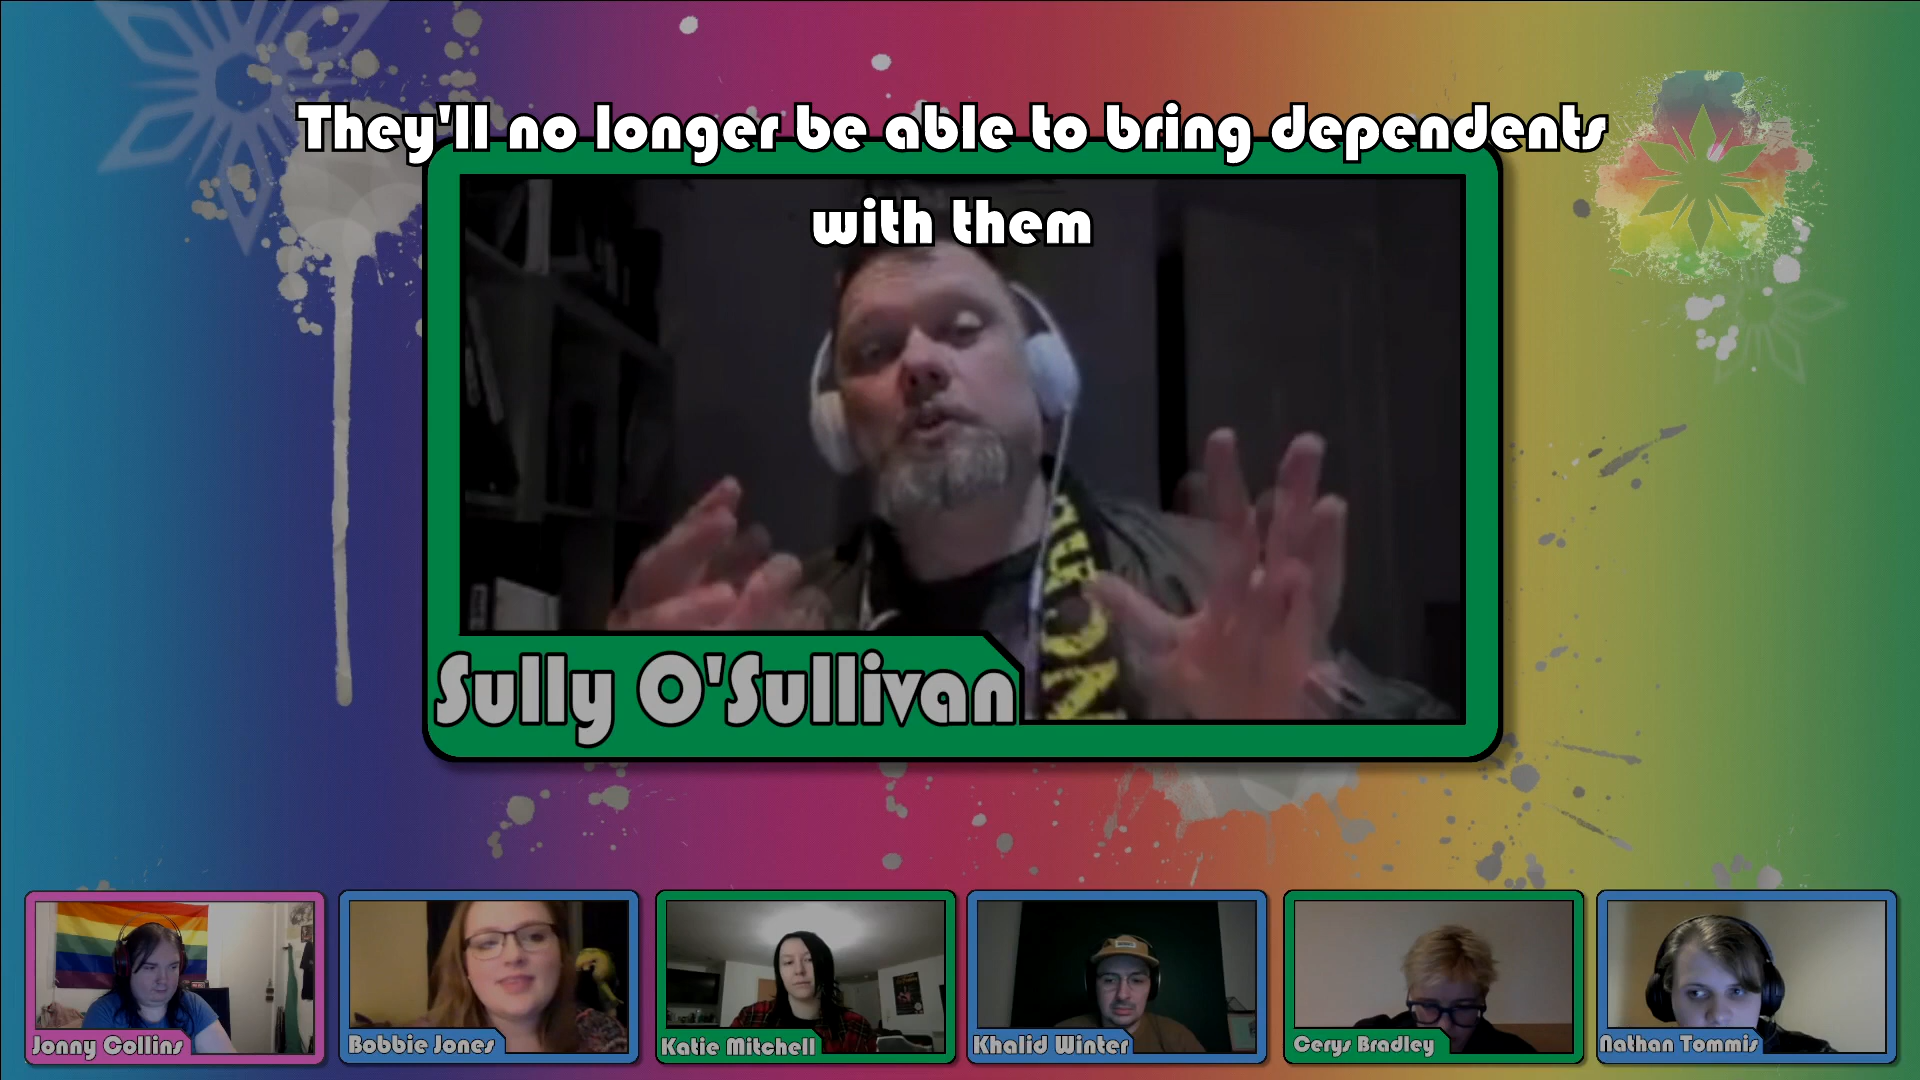 They'll no longer be able to bring dependents
with them
Sully O'Sullivan
Jonny Collins
Bobbie Jones
Katie Mitchell
Khalid Winter
Cerys Bradley
Nathan Tommis